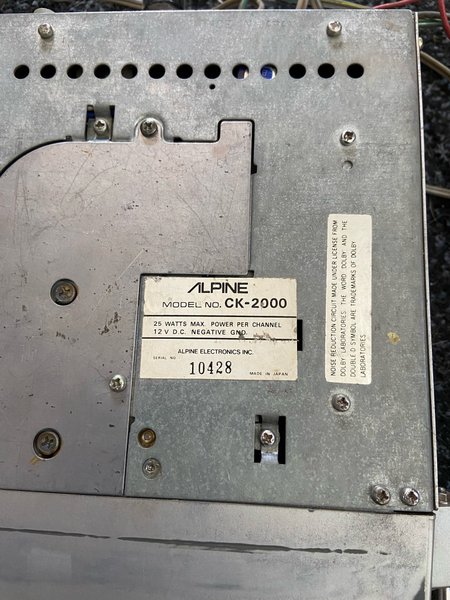 ALPINE
MODEL NO. CK-2900
25 WATTS MAX. POWER PER CHANNEL
12 V D.C. NEGATIVE GND.
ALPINE ELECTRONICS INC.
SERIAL NO.
10428
MADE IN JAPAN
NOISE REDUCTION CIRCUIT MADE UNDER LICENSE FROM
DOLBY LABORATORIES. THE WORD 'DOLBY' AND THE
DOUBLE-D SYMBOL ARE TRADEMARKS OF DOLBY
LABORATORIES.